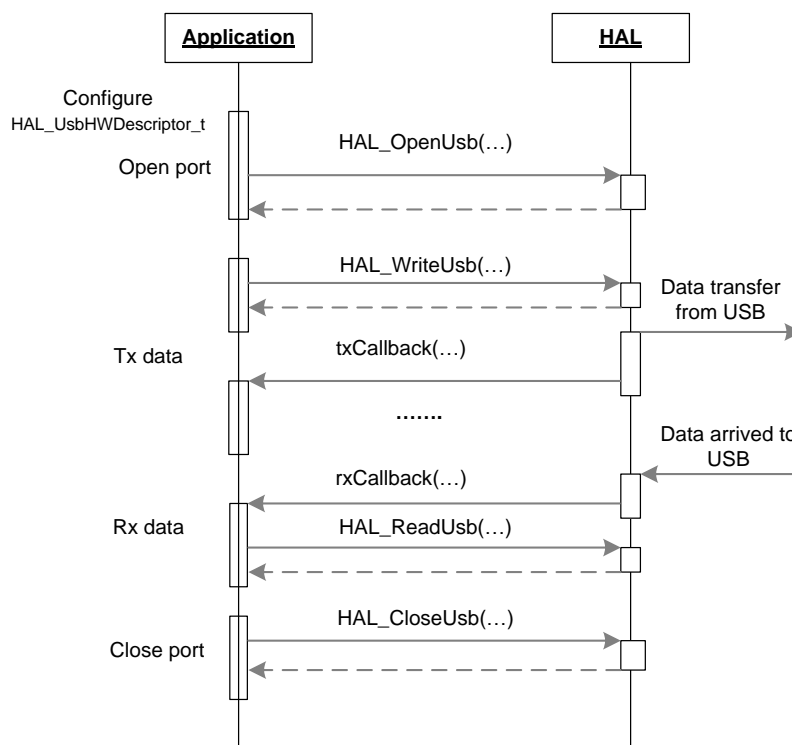 Application
HAL
Configure
HAL_UsbHWDescriptor_t
Open port
HAL_OpenUsb(…)
HAL_WriteUsb(…)
Data transfer
from USB
Tx data
txCallback(…)
…….
Data arrived to
USB
rxCallback(…)
Rx data
HAL_ReadUsb(…)
HAL_CloseUsb(…)
Close port